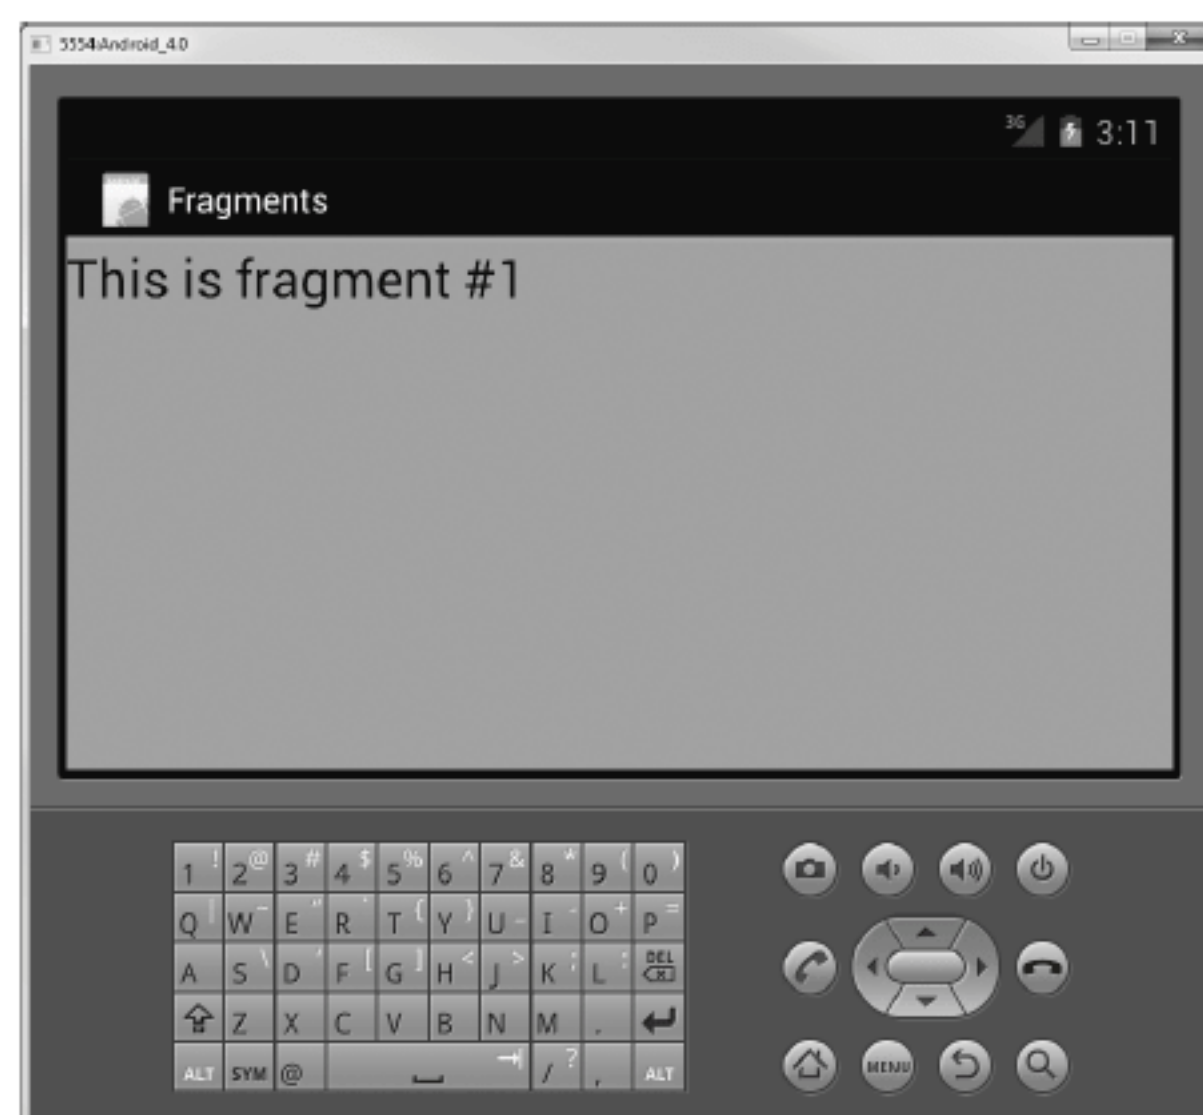 5554:Android_4.0
3G 3:11
Fragments
This is fragment #1
1 ! 2 @ 3 # 4 $ 5 % 6 ^ 7 & 8 * 9 ( 0 )
Q | W ~ E " R ` T { Y } U _ I - O + P =
A S \ D ' F [ G ] H < J > K ; L : DEL
Z X C V B N M .
ALT SYM @ / ? , ALT
MENU